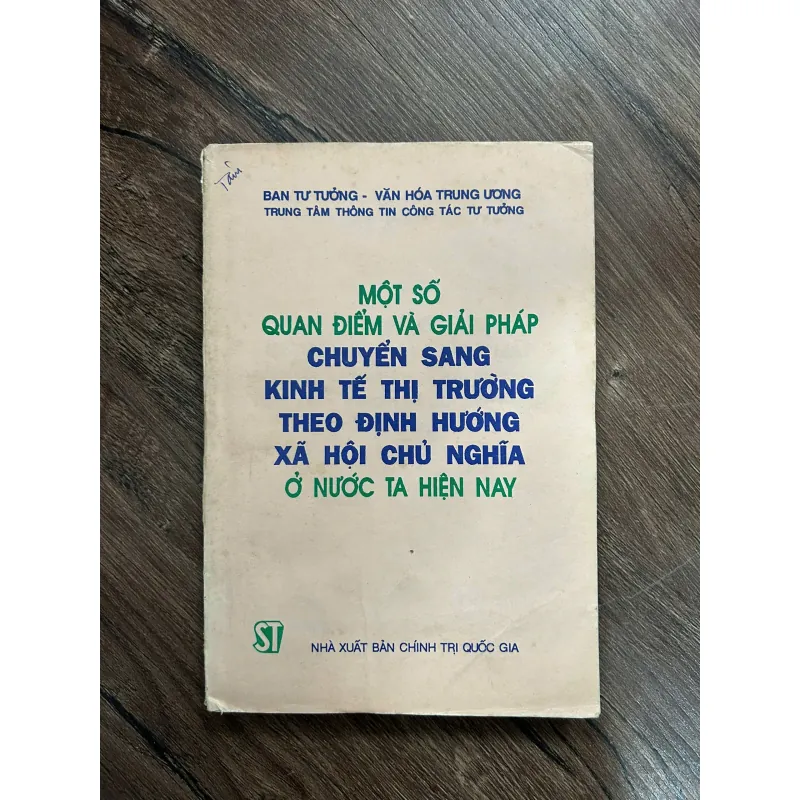 Tâm
BAN TƯ TƯỞNG - VĂN HÓA TRUNG ƯƠNG
TRUNG TÂM THÔNG TIN CÔNG TÁC TƯ TƯỞNG
MỘT SỐ
QUAN ĐIỂM VÀ GIẢI PHÁP
CHUYỂN SANG
KINH TẾ THỊ TRƯỜNG
THEO ĐỊNH HƯỚNG
XÃ HỘI CHỦ NGHĨA
Ở NƯỚC TA HIỆN NAY
ST
NHÀ XUẤT BẢN CHÍNH TRỊ QUỐC GIA